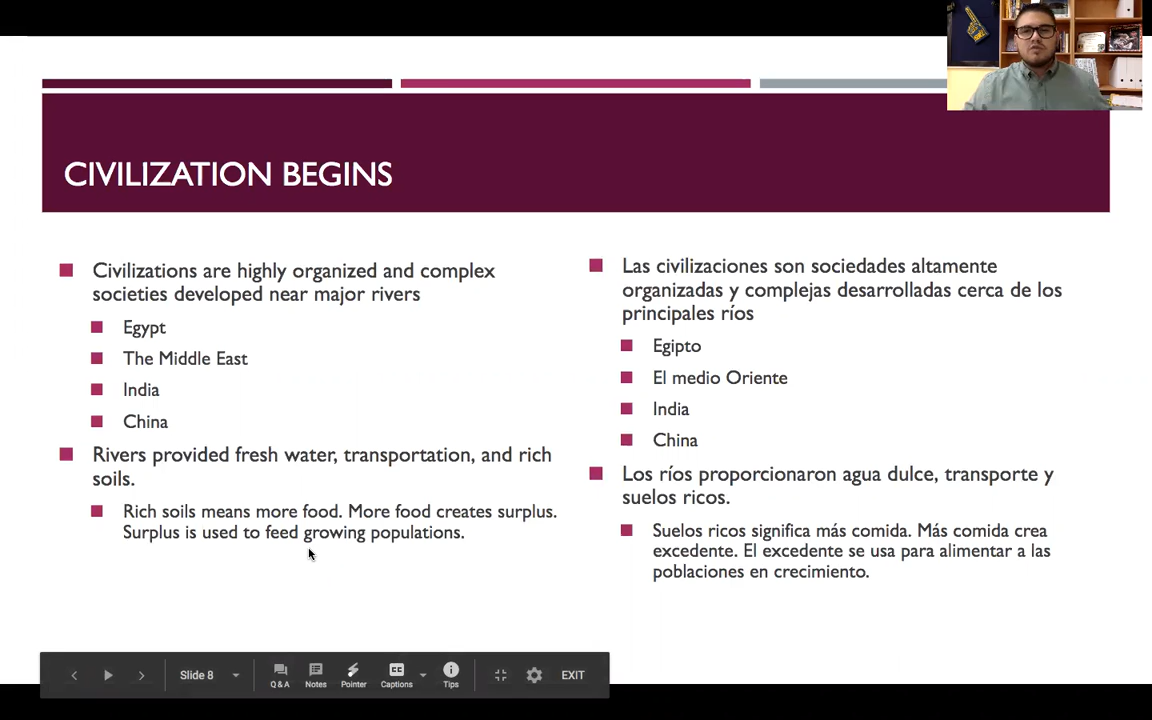 CIVILIZATION BEGINS
Civilizations are highly organized and complex
societies developed near major rivers
Egypt
The Middle East
India
China
Rivers provided fresh water, transportation, and rich
soils.
Rich soils means more food. More food creates surplus.
Surplus is used to feed growing populations.
Las civilizaciones son sociedades altamente
organizadas y complejas desarrolladas cerca de los
principales ríos
Egipto
El medio Oriente
India
China
Los ríos proporcionaron agua dulce, transporte y
suelos ricos.
Suelos ricos significa más comida. Más comida crea
excedente. El excedente se usa para alimentar a las
poblaciones en crecimiento.
Slide 8
Q & A
Notes
Pointer
CC
Captions
Tips
EXIT